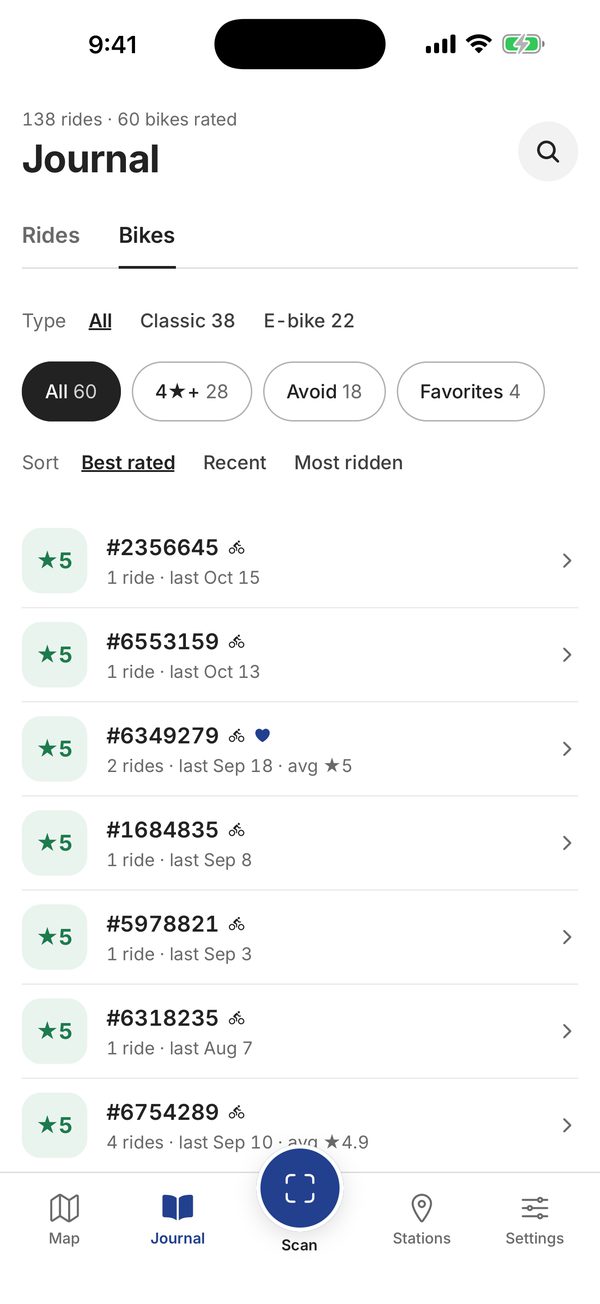 9:41
138 rides · 60 bikes rated
Journal
Rides Bikes
Type All Classic 38 E-bike 22
All 60 4★+ 28 Avoid 18 Favorites 4
Sort Best rated Recent Most ridden
★5 #2356645
1 ride · last Oct 15
★5 #6553159
1 ride · last Oct 13
★5 #6349279
2 rides · last Sep 18 · avg ★5
★5 #1684835
1 ride · last Sep 8
★5 #5978821
1 ride · last Sep 3
★5 #6318235
1 ride · last Aug 7
★5 #6754289
4 rides · last Sep 10 · avg ★4.9
Map Journal Scan Stations Settings